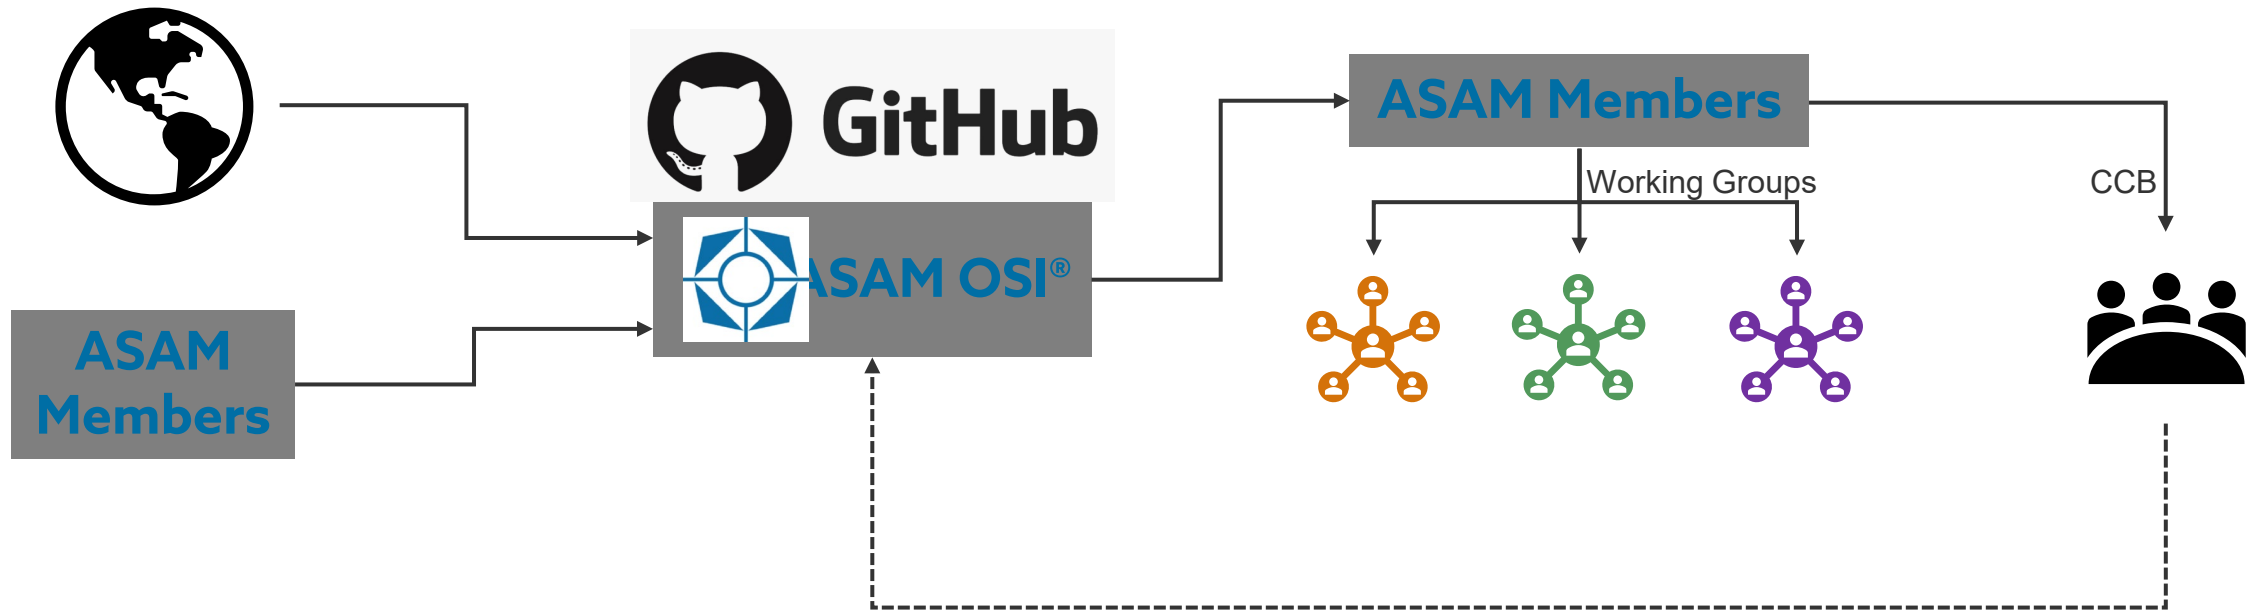 GitHub
ASAM Members
Working Groups
CCB
ASAM OSI®
ASAM
Members